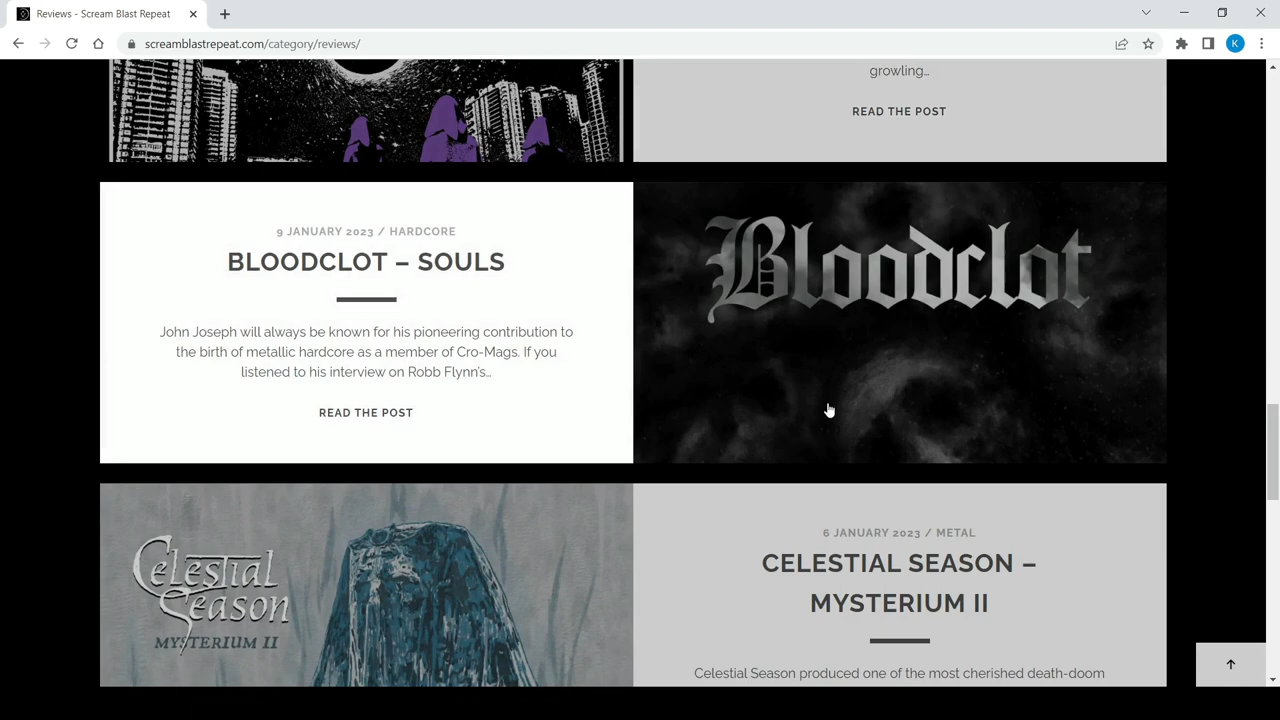 Reviews - Scream Blast Repeat
screamblastrepeat.com/category/reviews/
K
growling…
READ THE POST
9 JANUARY 2023 / HARDCORE
BLOODCLOT – SOULS
John Joseph will always be known for his pioneering contribution to
the birth of metallic hardcore as a member of Cro-Mags. If you
listened to his interview on Robb Flynn's…
READ THE POST
Bloodclot
Celestial
Season
MYSTERIUM II
6 JANUARY 2023 / METAL
CELESTIAL SEASON –
MYSTERIUM II
Celestial Season produced one of the most cherished death-doom